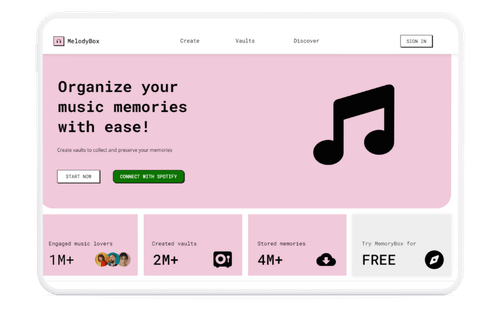 MelodyBox
Create
Vaults
Discover
SIGN IN
Organize your
music memories
with ease!
Create vaults to collect and preserve your memories
START NOW
CONNECT WITH SPOTIFY
Engaged music lovers
1M+
Created vaults
2M+
Stored memories
4M+
Try MemoryBox for
FREE